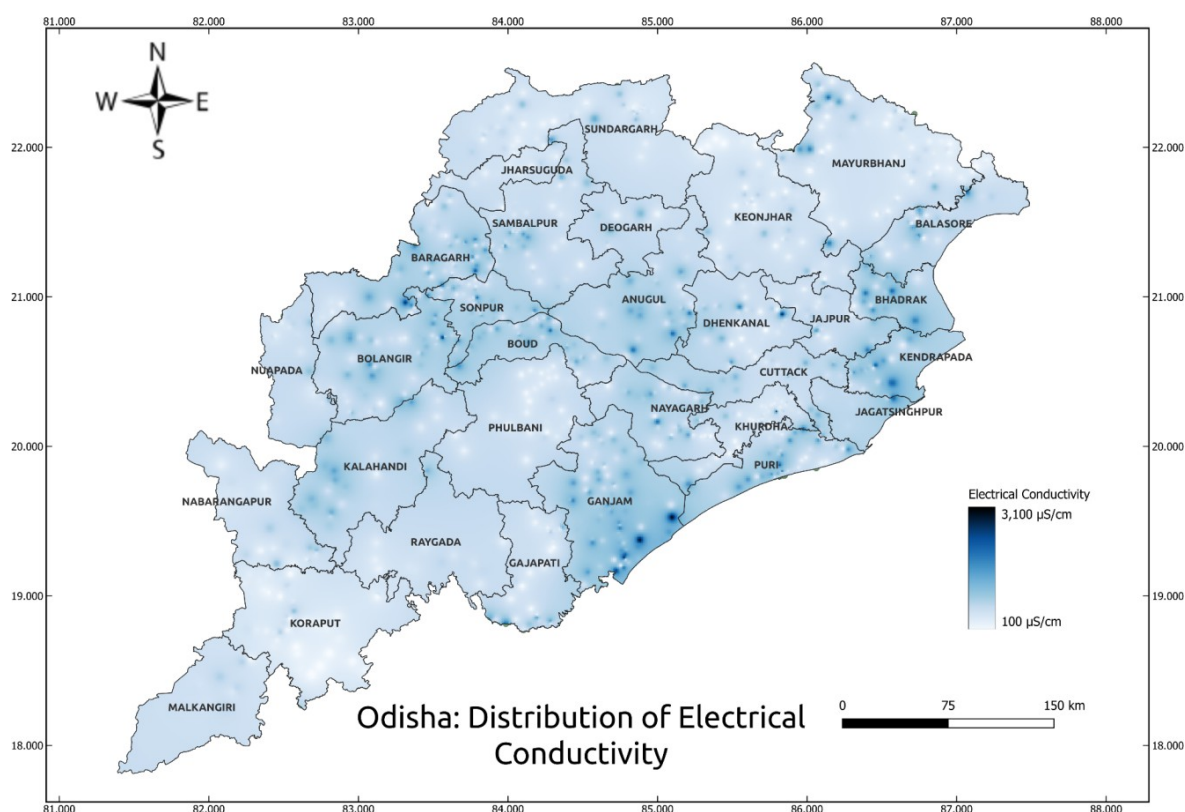 81.000 82.000 83.000 84.000 85.000 86.000 87.000 88.000
N
W E
S
SUNDARGARH
22.000 22.000
MAYURBHANJ
JHARSUGUDA
KEONJHAR
SAMBALPUR
DEOGARH
BALASORE
BARAGARH
21.000 21.000
ANUGUL
BHADRAK
SONPUR
JAJPUR
DHENKANAL
BOUD
BOLANGIR
KENDRAPADA
NUAPADA
CUTTACK
NAYAGARH
JAGATSINGHPUR
PHULBANI
KHURDHA
20.000 20.000
KALAHANDI
PURI
NABARANGAPUR
GANJAM
Electrical Conductivity
3,100 µS/cm
RAYGADA
GAJAPATI
19.000 19.000
100 µS/cm
KORAPUT
MALKANGIRI
Odisha: Distribution of Electrical
Conductivity
0 75 150 km
18.000 18.000
81.000 82.000 83.000 84.000 85.000 86.000 87.000 88.000